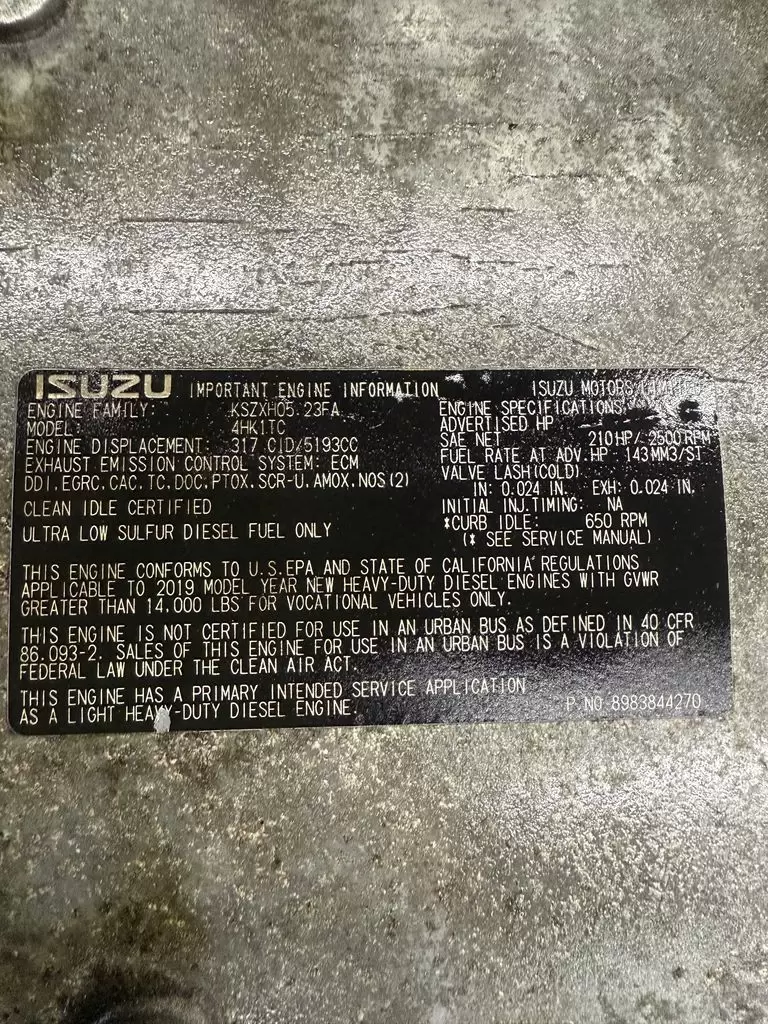 ISUZU IMPORTANT ENGINE INFORMATION ISUZU MOTORS LIMITED
ENGINE FAMILY: KSZXH05.23FA
MODEL: 4HK1TC
ENGINE DISPLACEMENT: 317 CID/5193CC
EXHAUST EMISSION CONTROL SYSTEM: ECM
DDI.EGRC.CAC.TC.DOC.PTOX.SCR-U.AMOX.NOS(2)
CLEAN IDLE CERTIFIED
ULTRA LOW SULFUR DIESEL FUEL ONLY
ENGINE SPECIFICATIONS
ADVERTISED HP
SAE NET 210HP/2500RPM
FUEL RATE AT ADV.HP 143MM3/ST
VALVE LASH(COLD)
IN: 0.024 IN. EXH: 0.024 IN.
INITIAL INJ.TIMING: NA
*CURB IDLE: 650 RPM
(* SEE SERVICE MANUAL)
THIS ENGINE CONFORMS TO U.S.EPA AND STATE OF CALIFORNIA REGULATIONS
APPLICABLE TO 2019 MODEL YEAR NEW HEAVY-DUTY DIESEL ENGINES WITH GVWR
GREATER THAN 14.000 LBS FOR VOCATIONAL VEHICLES ONLY.
THIS ENGINE IS NOT CERTIFIED FOR USE IN AN URBAN BUS AS DEFINED IN 40 CFR
86.093-2. SALES OF THIS ENGINE FOR USE IN AN URBAN BUS IS A VIOLATION OF
FEDERAL LAW UNDER THE CLEAN AIR ACT.
THIS ENGINE HAS A PRIMARY INTENDED SERVICE APPLICATION
AS A LIGHT HEAVY-DUTY DIESEL ENGINE.
P NO 8983844270